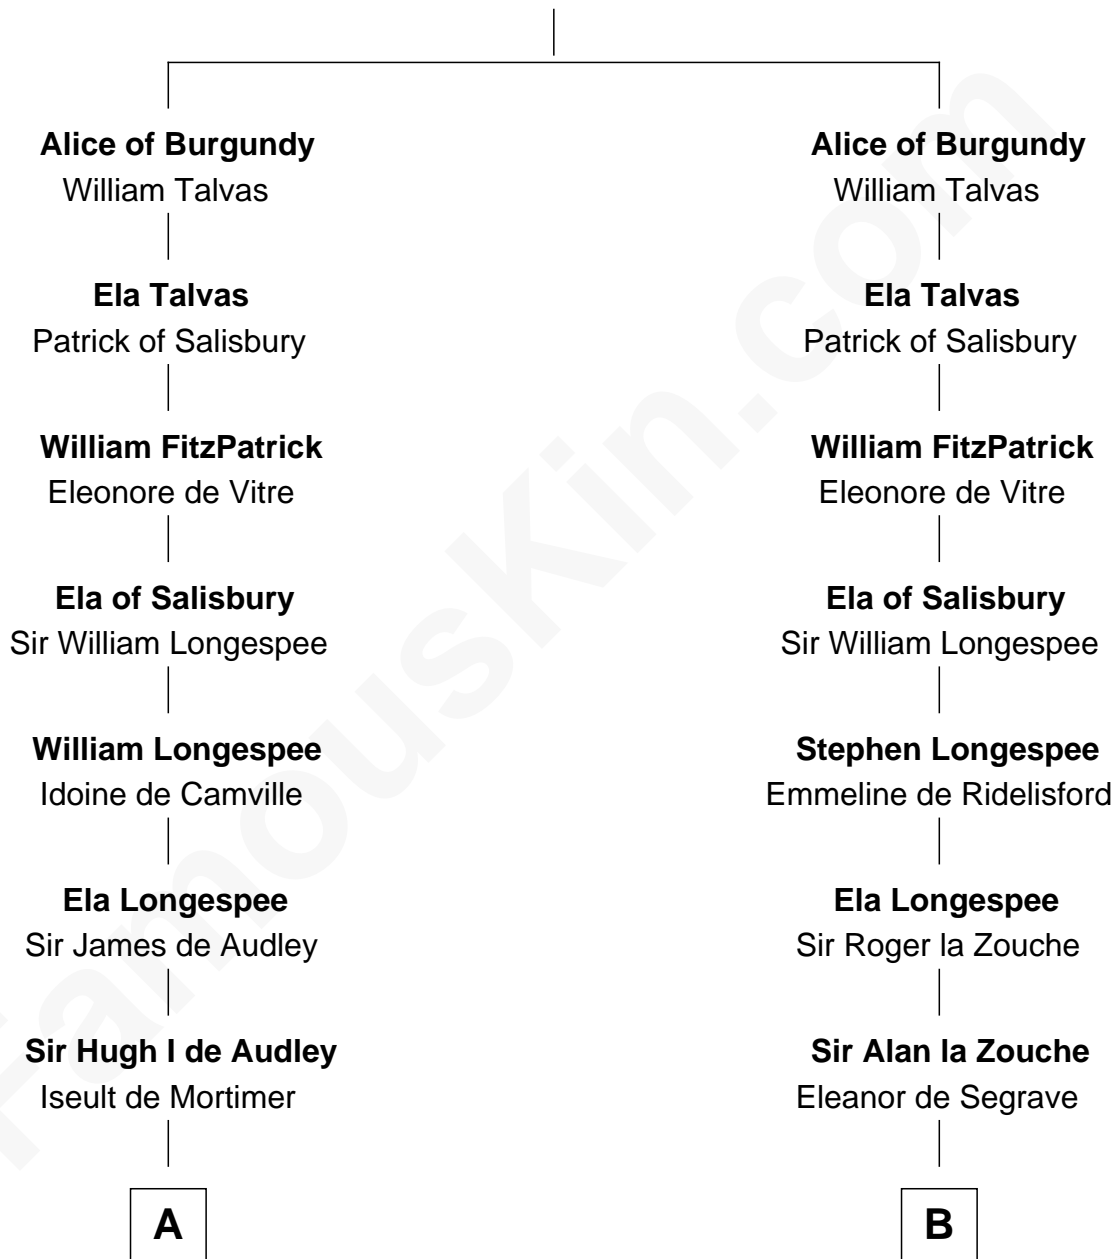 Alice of Burgundy
William Talvas
Ela Talvas
Patrick of Salisbury
William FitzPatrick
Eleonore de Vitre
Ela of Salisbury
Sir William Longespee
William Longespee
Idoine de Camville
Ela Longespee
Sir James de Audley
Sir Hugh I de Audley
Iseult de Mortimer
A
Alice of Burgundy
William Talvas
Ela Talvas
Patrick of Salisbury
William FitzPatrick
Eleonore de Vitre
Ela of Salisbury
Sir William Longespee
Stephen Longespee
Emmeline de Ridelisford
Ela Longespee
Sir Roger la Zouche
Sir Alan la Zouche
Eleanor de Segrave
B
FamousKin.com